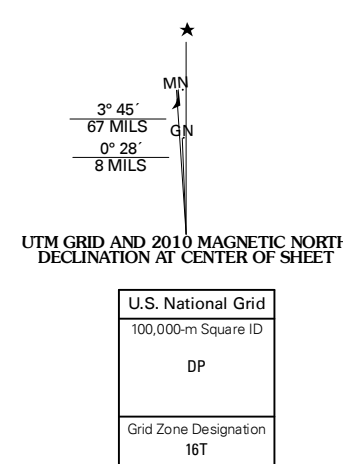 ★
MN
3° 45´
67 MILS
GN
0° 28´
8 MILS
UTM GRID AND 2010 MAGNETIC NORTH
DECLINATION AT CENTER OF SHEET
U.S. National Grid
100,000-m Square ID
DP
Grid Zone Designation
16T